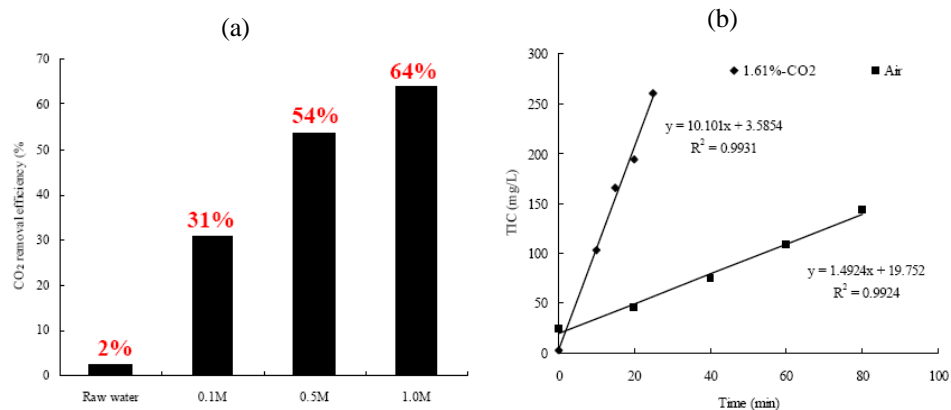 (a)
70
60
50
40
30
20
10
0
CO₂ removal efficiency (%
2%
31%
54%
64%
Raw water 0.1M 0.5M 1.0M
(b)
300
250
200
150
100
50
0
TIC (mg/L)
1.61%-CO2 Air
y = 10.101x + 3.5854
R² = 0.9931
y = 1.4924x + 19.752
R² = 0.9924
0 20 40 60 80 100
Time (min)